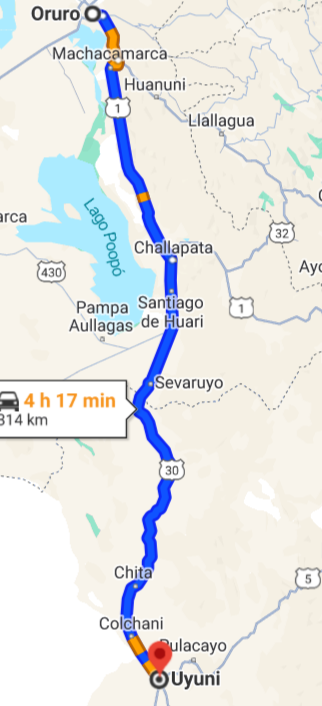 Oruro
Machacamarca
Huanuni
1
Llallagua
Lago Poopó
arca
32
Challapata
430
Ayo
Santiago
de Huari
1
Pampa
Aullagas
Sevaruyo
4 h 17 min
314 km
30
Chita
5
Colchani
Pulacayo
Uyuni